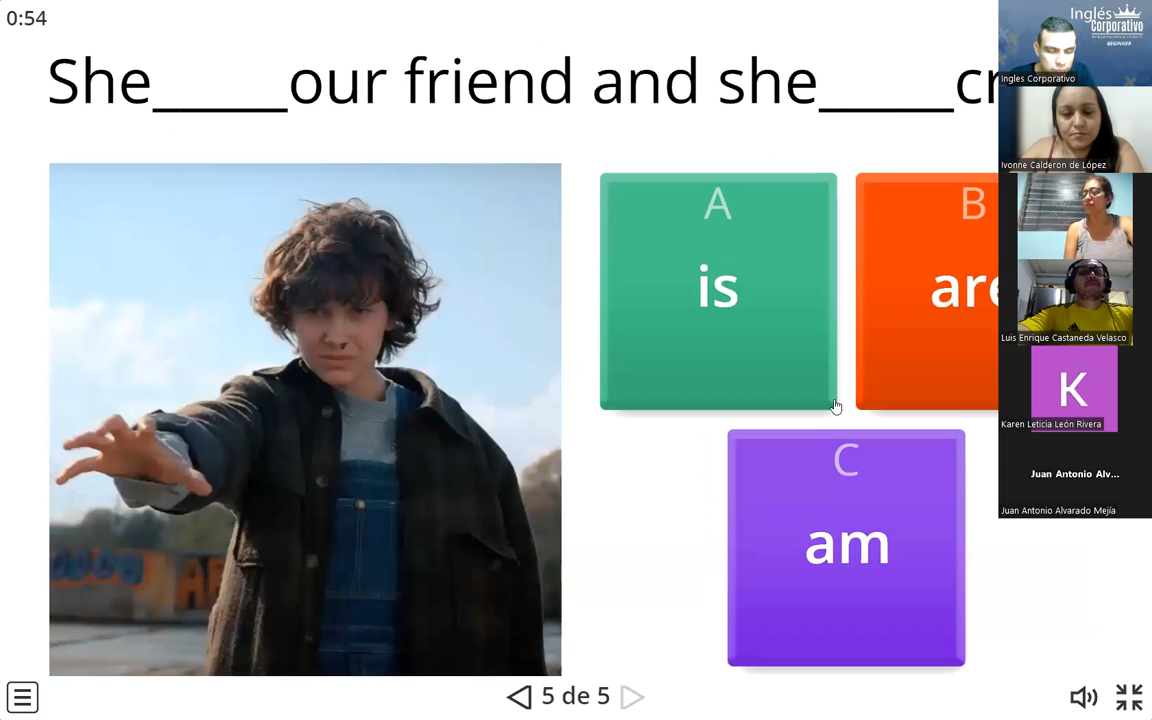 0:54
She_____our friend and she_____cr
A
is
B
are
C
am
5 de 5
Inglés
Corporativo
BEGINNER
Ingles Corporativo
Ivonne Calderon de López
Luis Enrique Castaneda Velasco
K
Karen Leticia León Rivera
Juan Antonio Alv...
Juan Antonio Alvarado Mejía